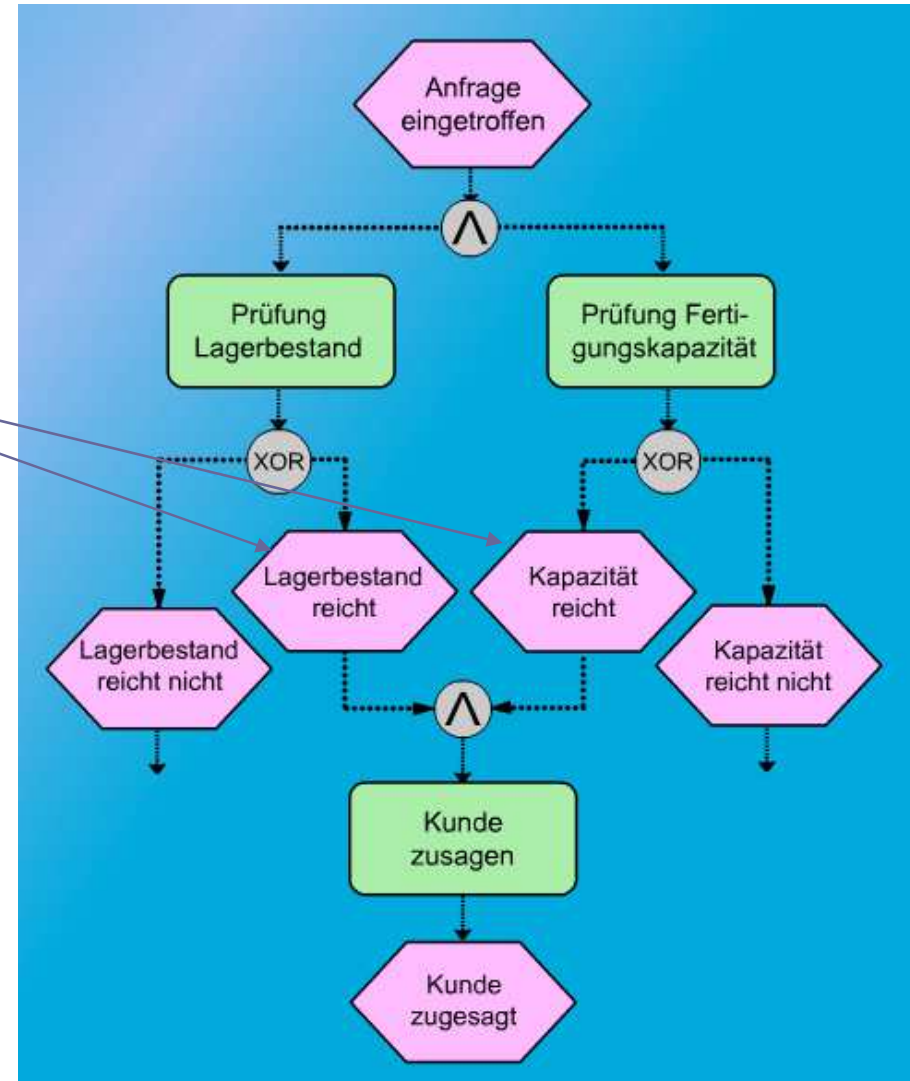 Anfrage
eingetroffen
Λ
Prüfung
Lagerbestand
Prüfung Ferti-
gungskapazität
XOR
XOR
Lagerbestand
reicht
Kapazität
reicht
Lagerbestand
reicht nicht
Kapazität
reicht nicht
Λ
Kunde
zusagen
Kunde
zugesagt